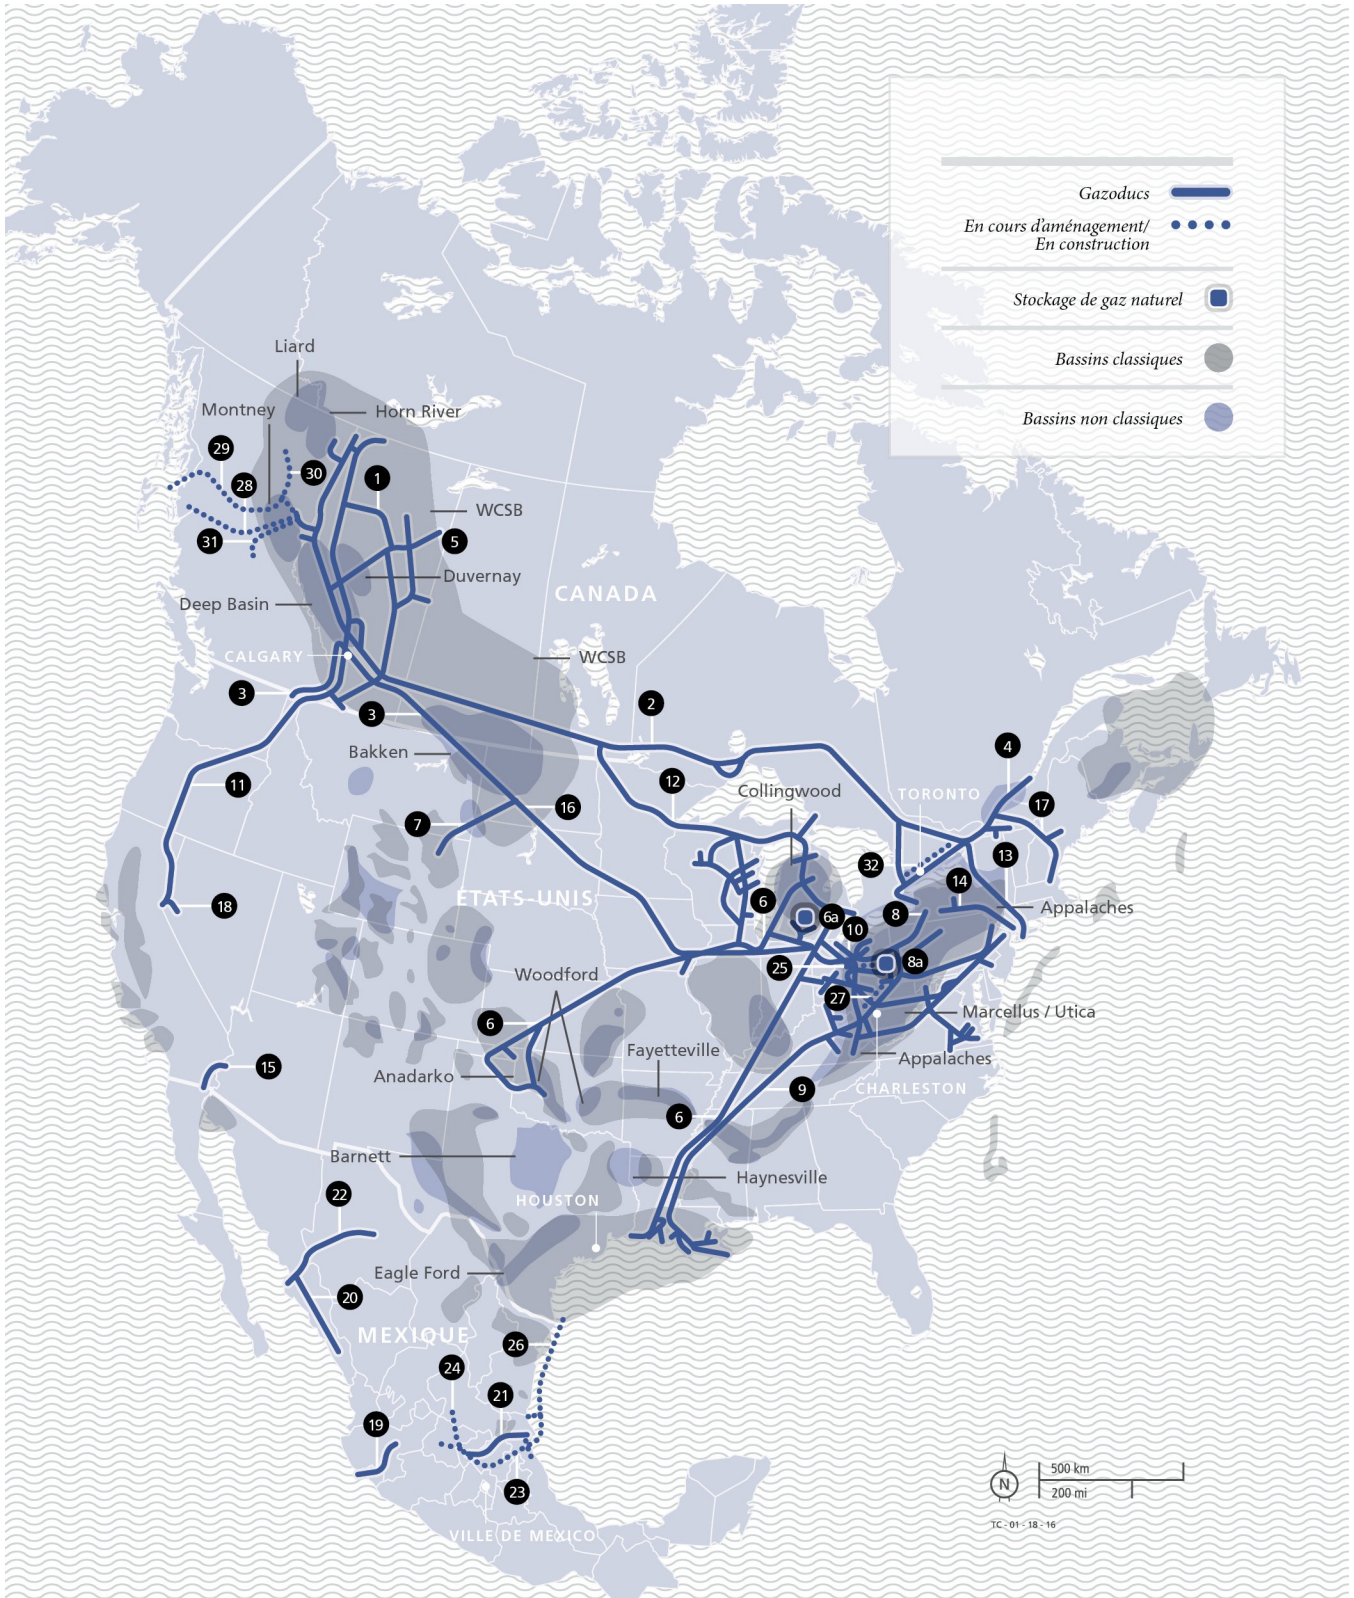 Gazoducs
En cours d'aménagement/
En construction
Stockage de gaz naturel
Bassins classiques
Bassins non classiques
Liard
Montney
Horn River
29
28
30
1
WCSB
31
5
Duvernay
CANADA
Deep Basin
CALGARY
WCSB
3
2
3
4
Bakken
12
11
Collingwood
TORONTO
17
16
7
13
32
14
ÉTATS-UNIS
6
18
6a
8
Appalaches
10
8a
25
Woodford
27
6
Marcellus / Utica
Fayetteville
Appalaches
15
Anadarko
9
CHARLESTON
6
Barnett
Haynesville
22
HOUSTON
Eagle Ford
20
MEXIQUE
26
24
21
19
23
VILLE DE MEXICO
N
500 km
200 mi
TC - 01 - 18 - 16